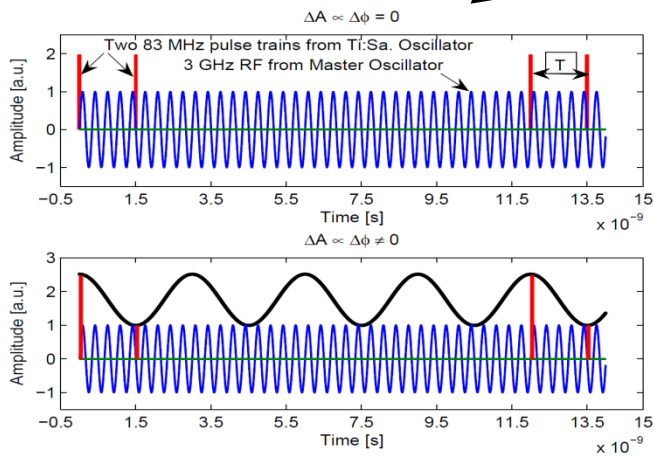 ΔA ∝ Δϕ = 0
Two 83 MHz pulse trains from Ti:Sa. Oscillator
3 GHz RF from Master Oscillator
T
Amplitude [a.u.]
2
1
0
−1
−0.5 1.5 3.5 5.5 7.5 9.5 11.5 13.5
Time [s]
x 10⁻⁹
ΔA ∝ Δϕ ≠ 0
Amplitude [a.u.]
3
2
1
0
−1
−0.5 1.5 3.5 5.5 7.5 9.5 11.5 13.5
Time [s]
x 10⁻⁹